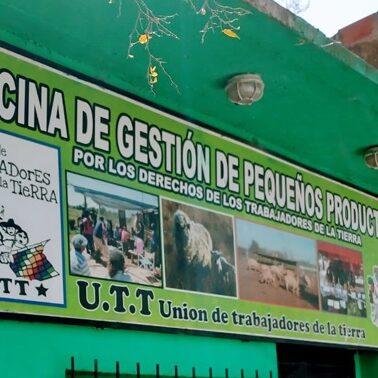 CINA DE GESTIÓN DE PEQUEÑOS PRODUCT
POR LOS DERECHOS DE LOS TRABAJADORES DE LA TIERRA
de
ADorES
la TieRRA
TT ★
U.T.T Union de trabajadores de la tierra